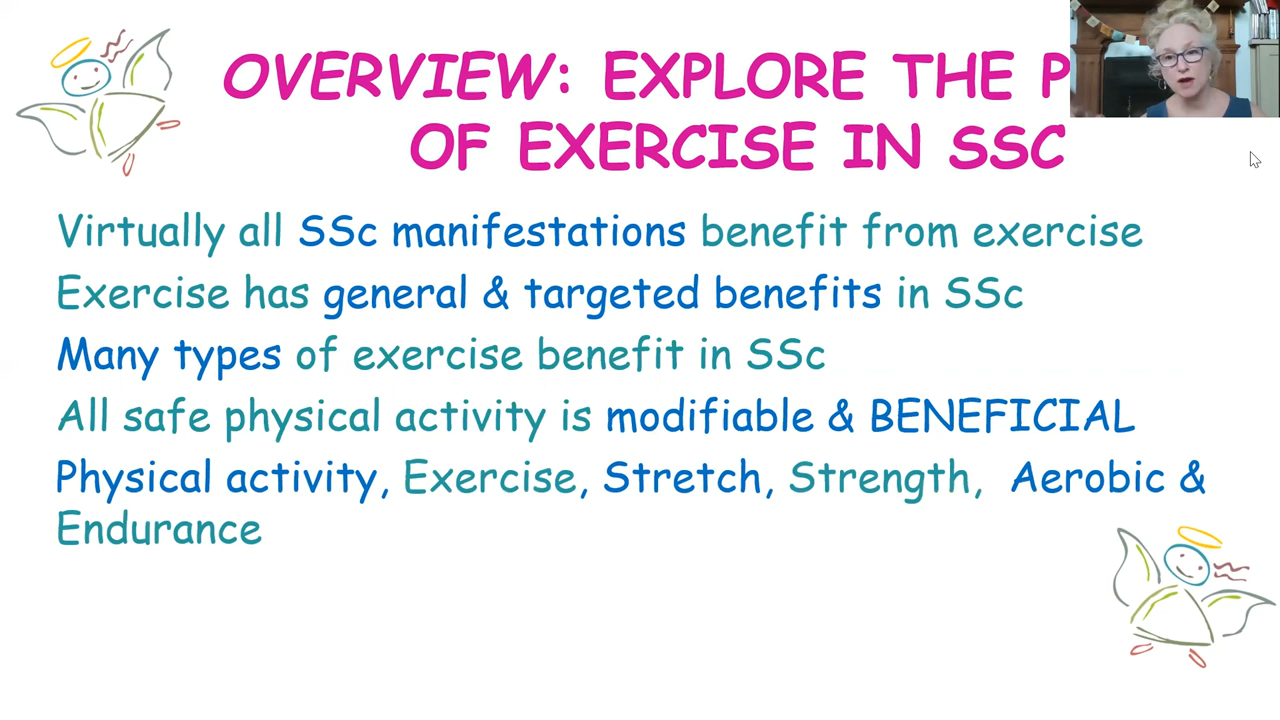 OVERVIEW: EXPLORE THE
OF EXERCISE IN SSC
Virtually all SSc manifestations benefit from exercise
Exercise has general & targeted benefits in SSc
Many types of exercise benefit in SSc
All safe physical activity is modifiable & BENEFICIAL
Physical activity, Exercise, Stretch, Strength, Aerobic &
Endurance